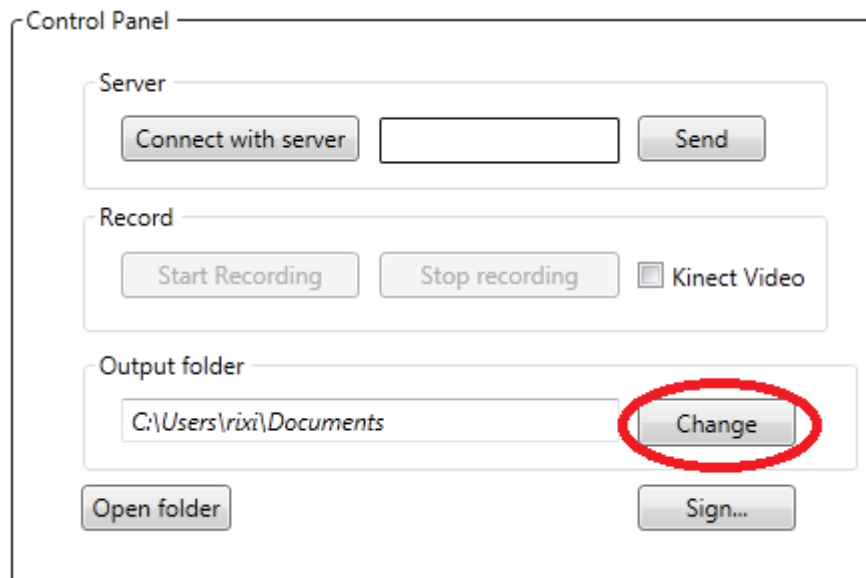 Control Panel
Server
Connect with server Send
Record
Start Recording Stop recording Kinect Video
Output folder
C:\Users\rixi\Documents Change
Open folder Sign...